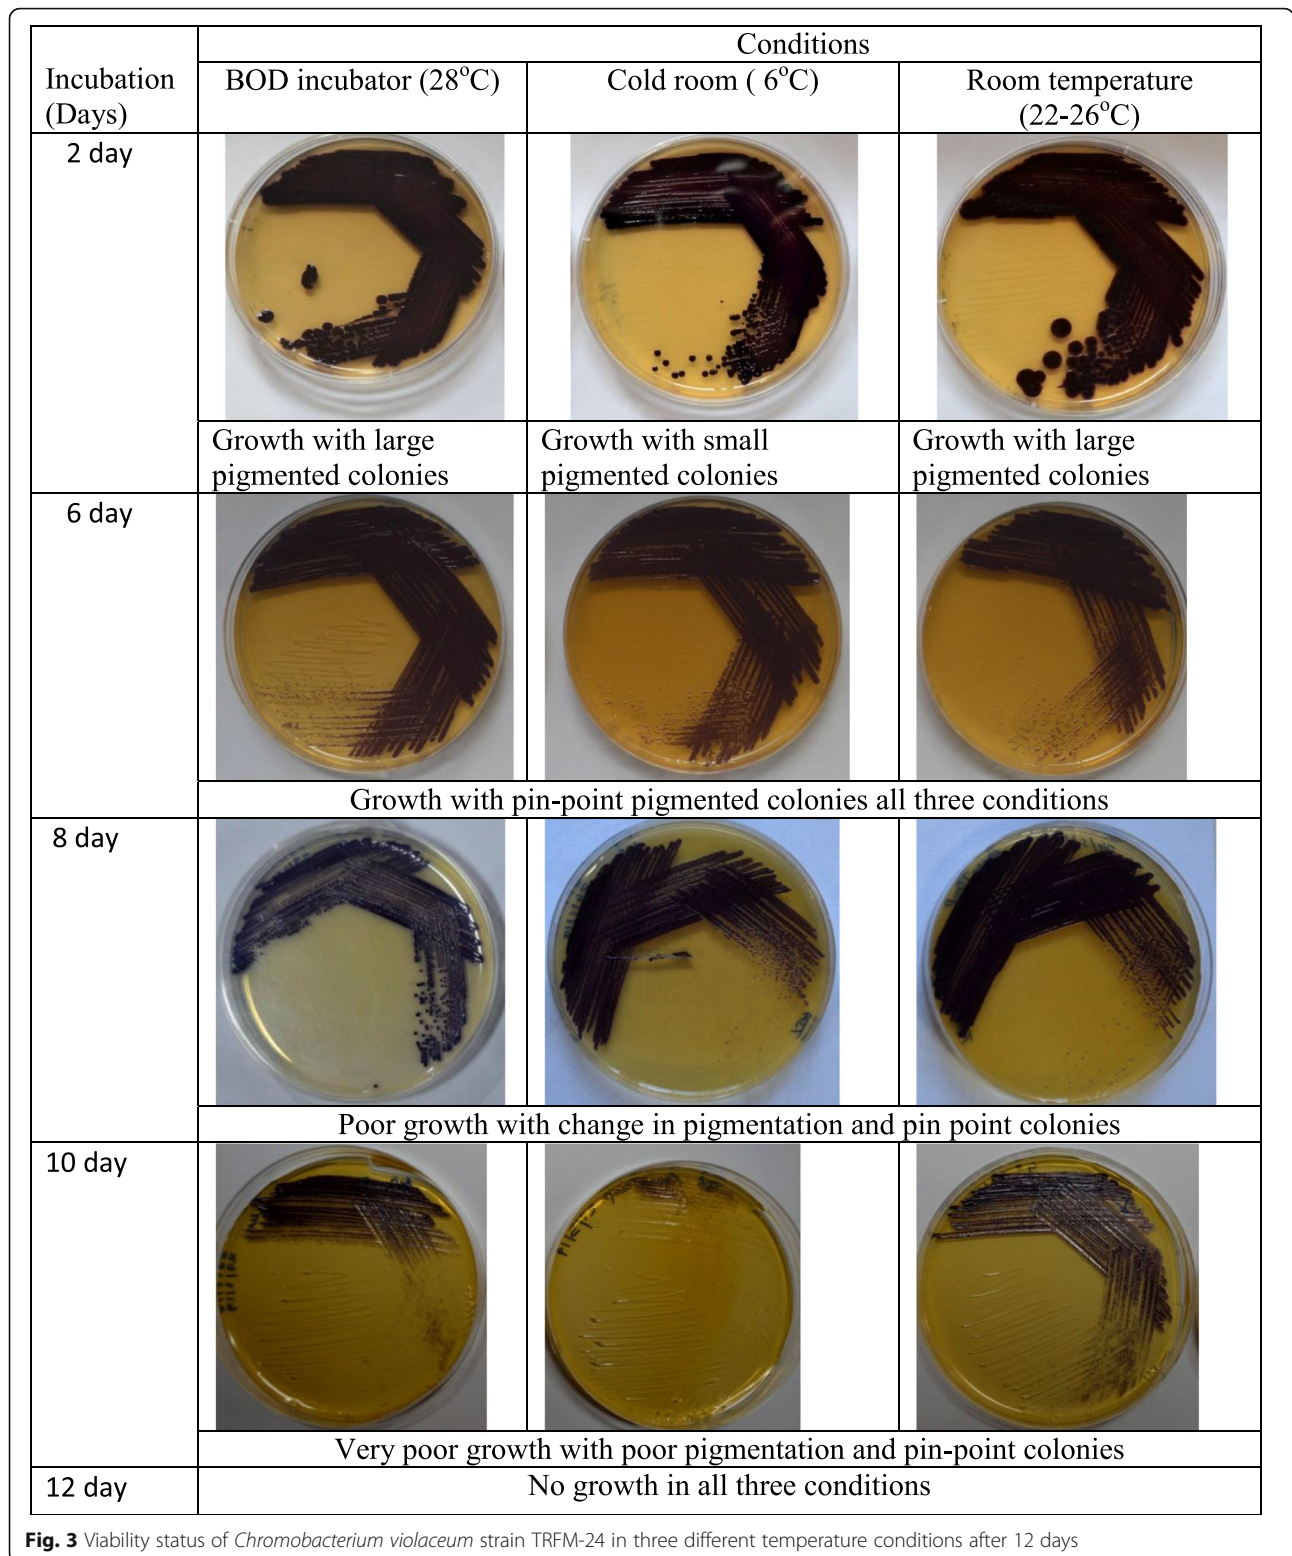 Conditions
Incubation
(Days)
BOD incubator (28°C)
Cold room ( 6°C)
Room temperature
(22-26°C)
2 day
Growth with large
pigmented colonies
Growth with small
pigmented colonies
Growth with large
pigmented colonies
6 day
Growth with pin-point pigmented colonies all three conditions
8 day
Poor growth with change in pigmentation and pin point colonies
10 day
Very poor growth with poor pigmentation and pin-point colonies
12 day
No growth in all three conditions
Fig. 3 Viability status of Chromobacterium violaceum strain TRFM-24 in three different temperature conditions after 12 days